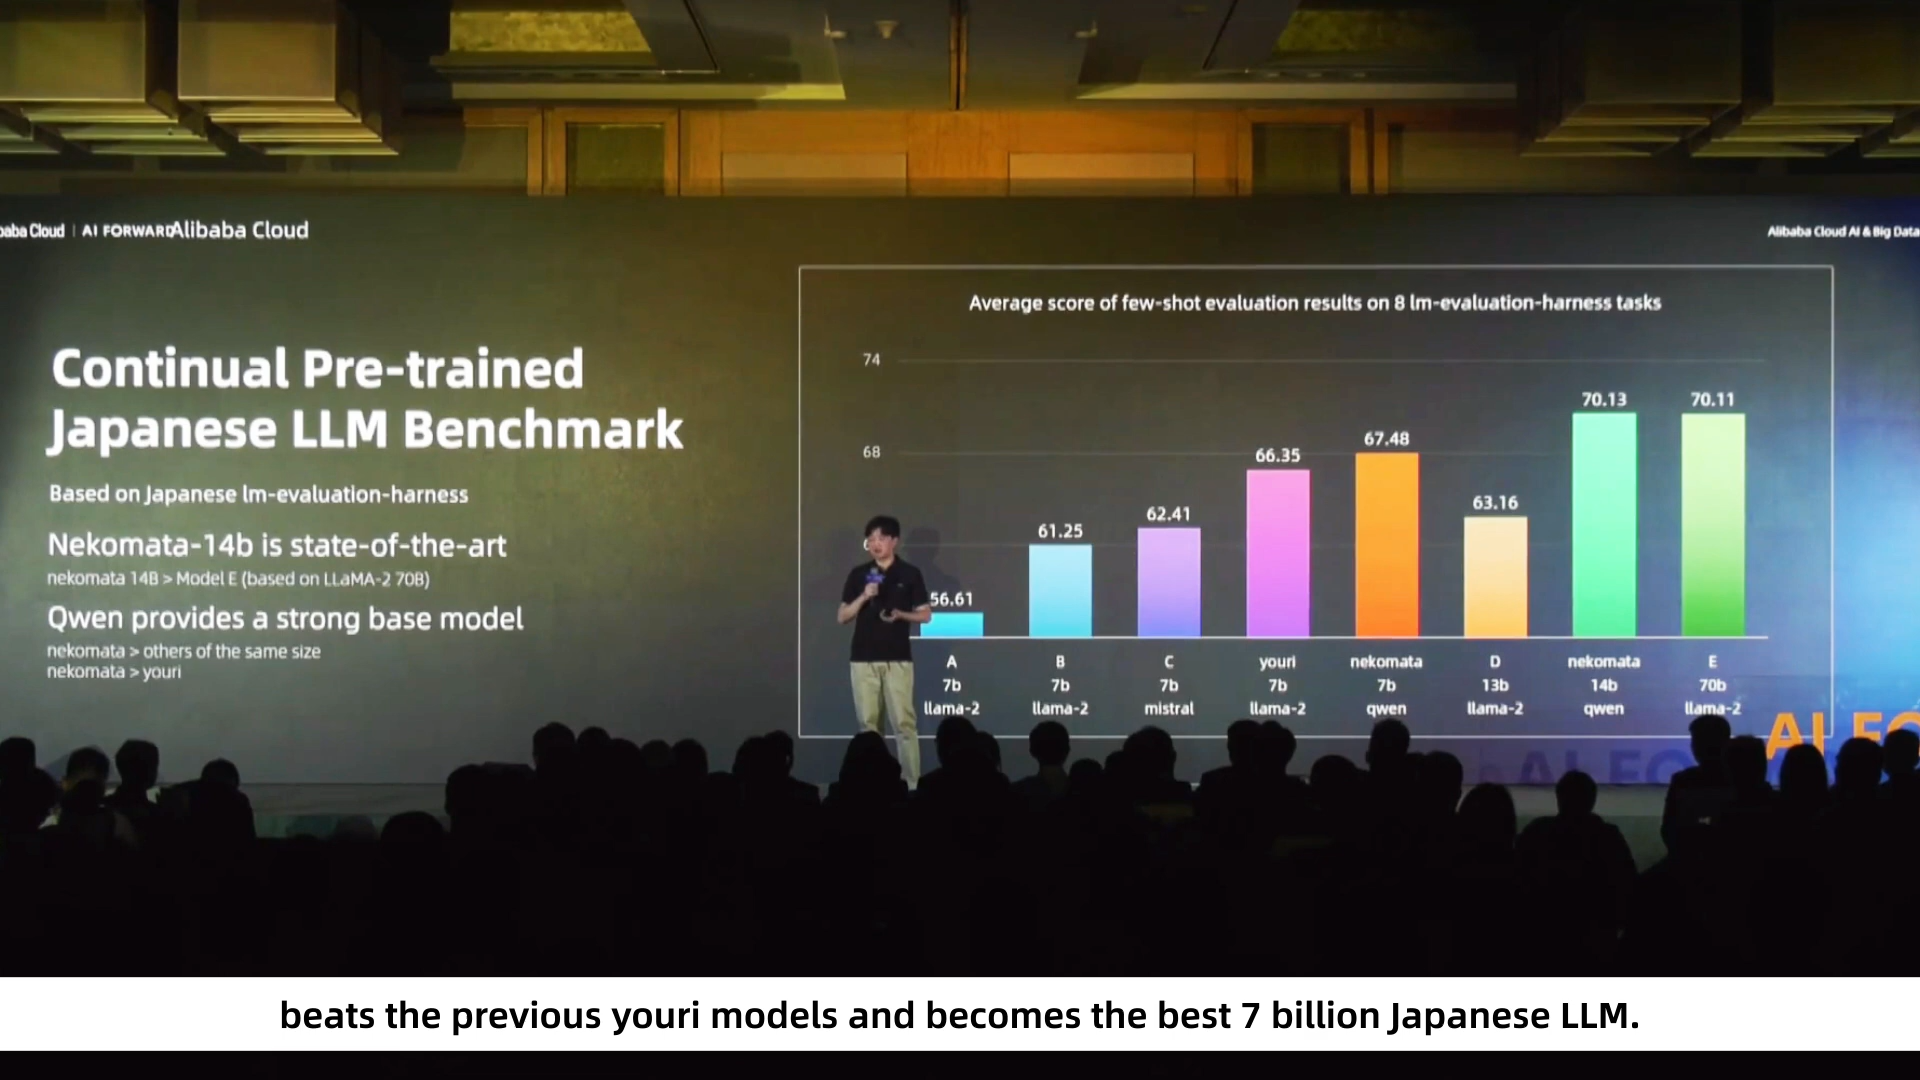 baba Cloud | AI FORWARD
Alibaba Cloud
Alibaba Cloud AI & Big Data
Continual Pre-trained
Japanese LLM Benchmark
Based on Japanese lm-evaluation-harness
Nekomata-14b is state-of-the-art
nekomata 14B > Model E (based on LLaMA-2 70B)
Qwen provides a strong base model
nekomata > others of the same size
nekomata > youri
Average score of few-shot evaluation results on 8 lm-evaluation-harness tasks
74
68
56.61
61.25
62.41
66.35
67.48
63.16
70.13
70.11
A
7b
llama-2
B
7b
llama-2
C
7b
mistral
youri
7b
llama-2
nekomata
7b
qwen
D
13b
llama-2
nekomata
14b
qwen
E
70b
llama-2
AI FO
AI FO
beats the previous youri models and becomes the best 7 billion Japanese LLM.